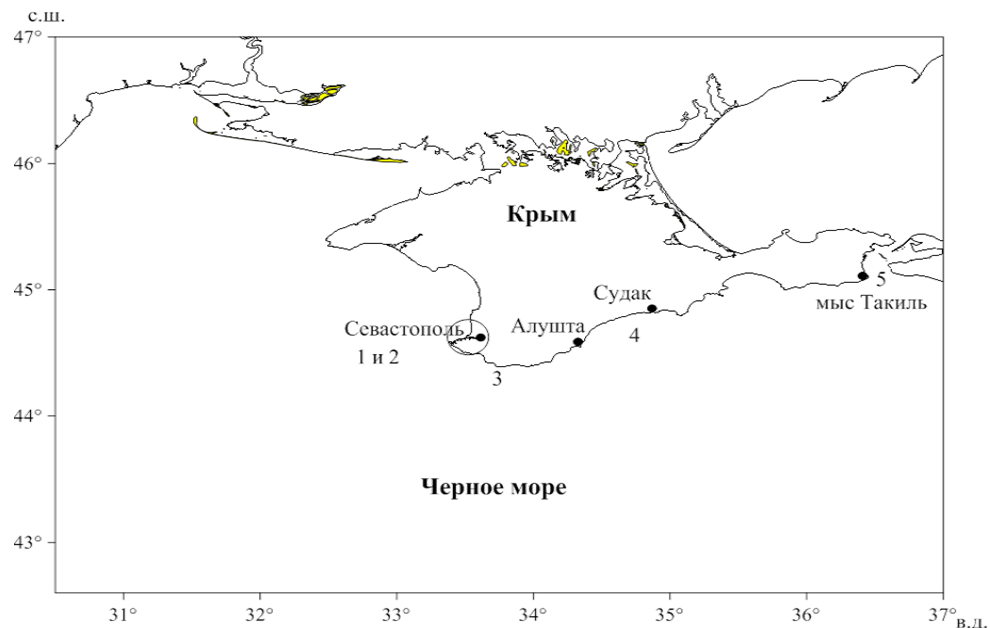 с.ш.
47°
46°
45°
44°
43°
Крым
Судак
Алушта
Севастополь
1 и 2
3
4
5
мыс Такиль
Черное море
31°
32°
33°
34°
35°
36°
37°
в.д.